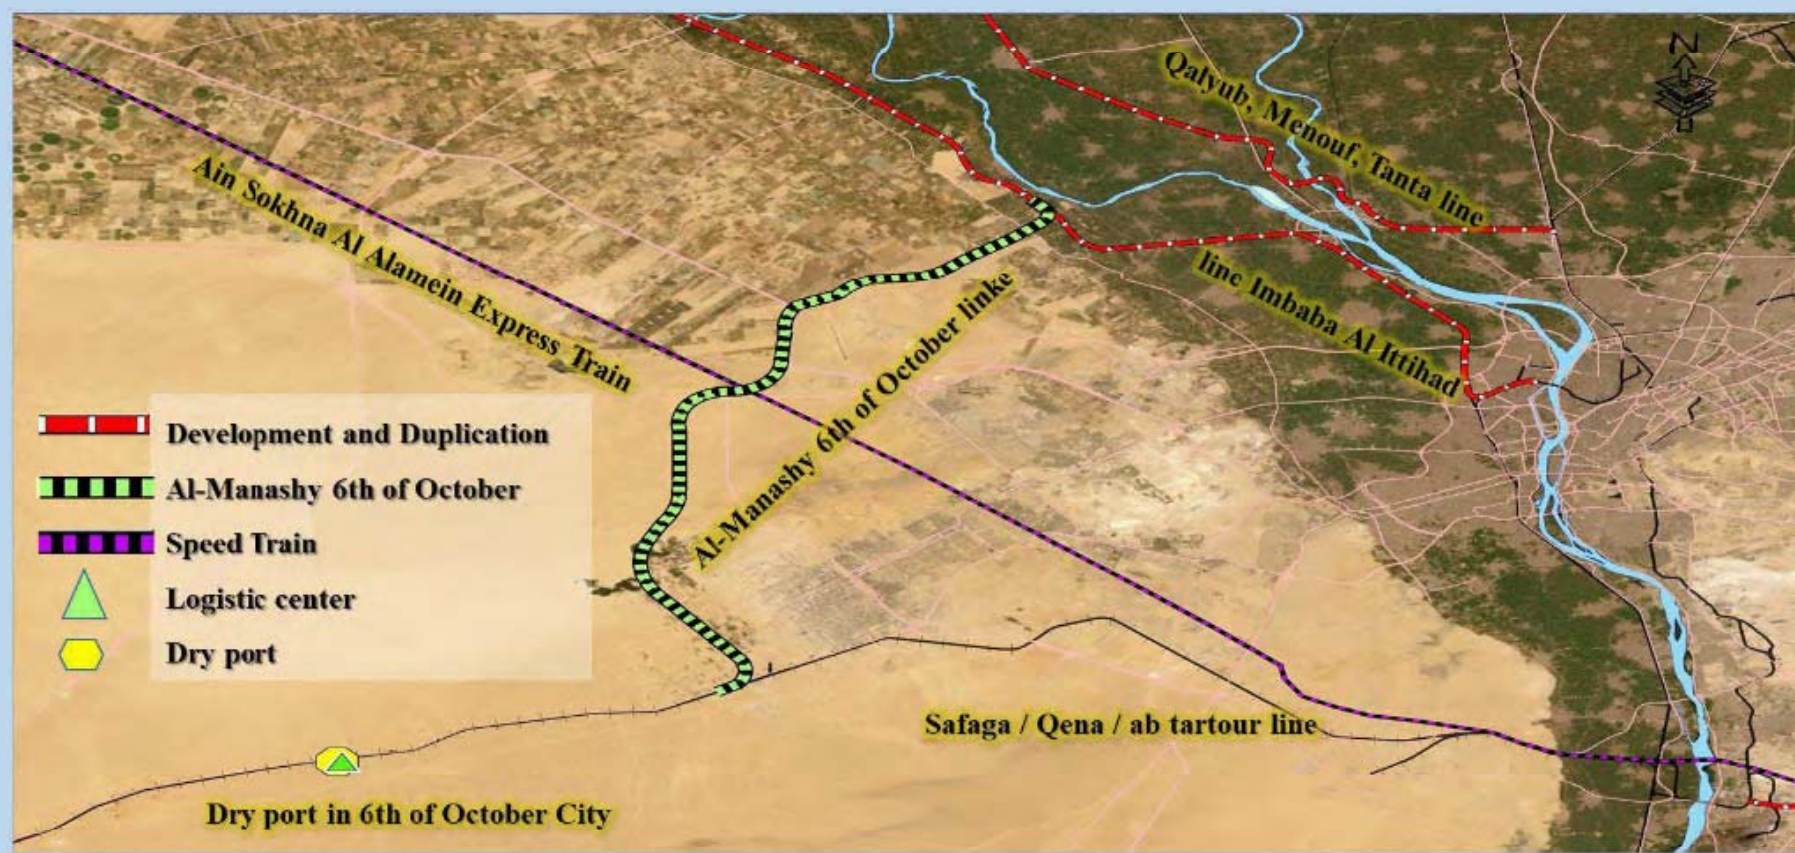 N
Qalyub, Menouf, Tanta line
Ain Sokhna Al Alamein Express Train
line Imbaba Al Ittihad
Al-Manashy 6th of October linke
Development and Duplication
Al-Manashy 6th of October
Speed Train
Logistic center
Dry port
Safaga / Qena / ab tartour line
Dry port in 6th of October City